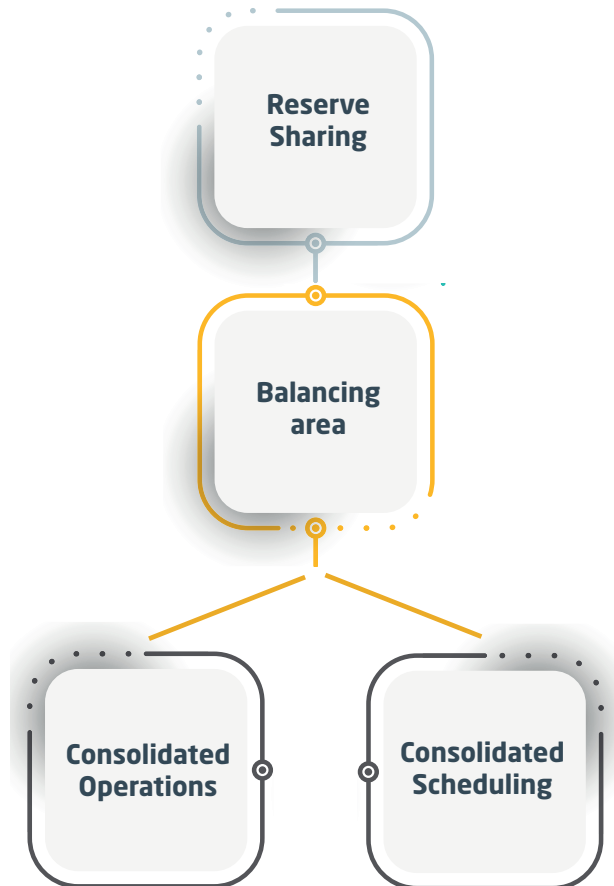 Reserve
Sharing
Balancing
area
Consolidated
Operations
Consolidated
Scheduling